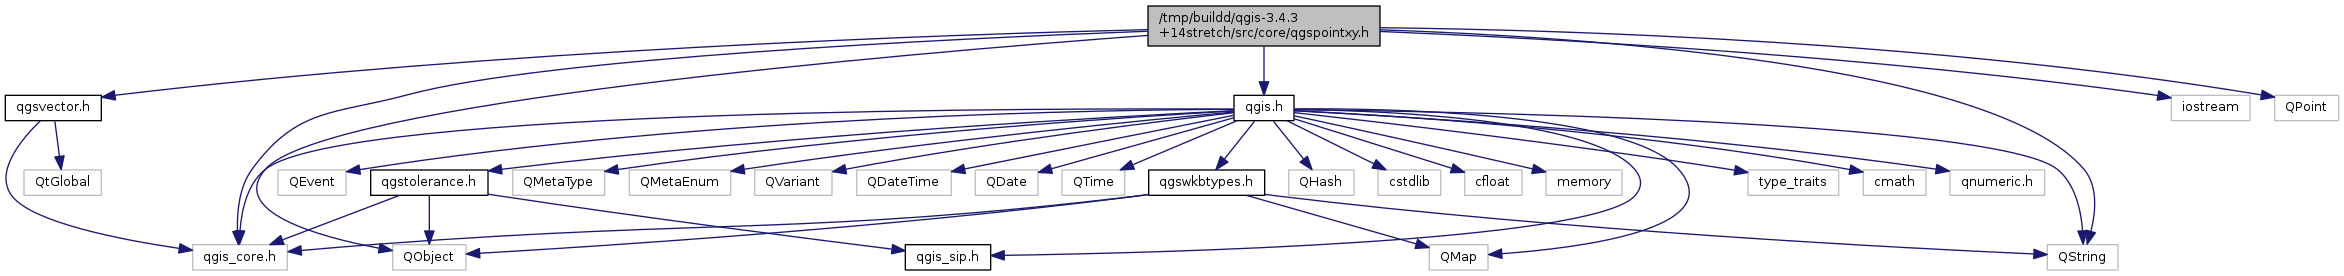 /tmp/buildd/qgis-3.4.3
+14stretch/src/core/qgspointxy.h
qgsvector.h
qgis.h
iostream
QPoint
QtGlobal
QEvent
qgstolerance.h
QMetaType
QMetaEnum
QVariant
QDateTime
QDate
QTime
qgswkbtypes.h
QHash
cstdlib
cfloat
memory
type_traits
cmath
qnumeric.h
qgis_core.h
QObject
qgis_sip.h
QMap
QString